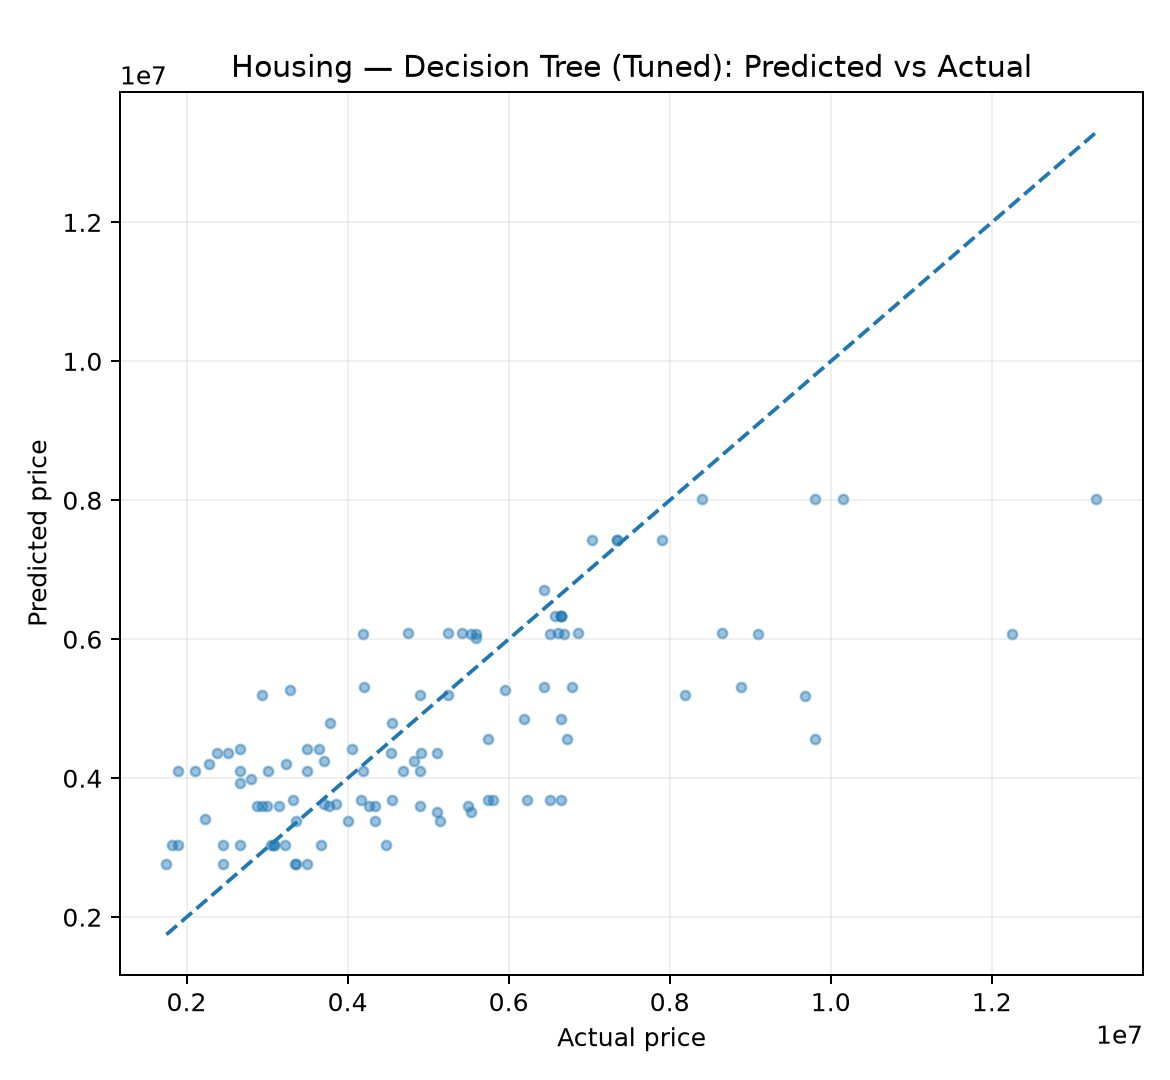 Housing — Decision Tree (Tuned): Predicted vs Actual
1e7
1.2
1.0
0.8
0.6
0.4
0.2
Predicted price
0.2 0.4 0.6 0.8 1.0 1.2
1e7
Actual price